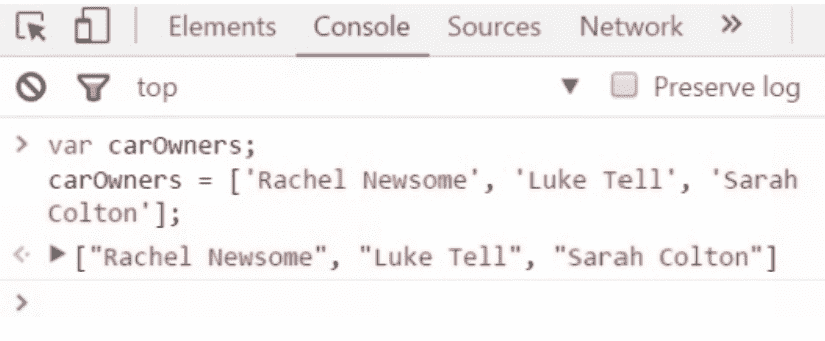 Elements Console Sources Network »
top ▼ Preserve log
> var carOwners;
carOwners = ['Rachel Newsome', 'Luke Tell', 'Sarah
Colton'];
<· ▶ ["Rachel Newsome", "Luke Tell", "Sarah Colton"]
>